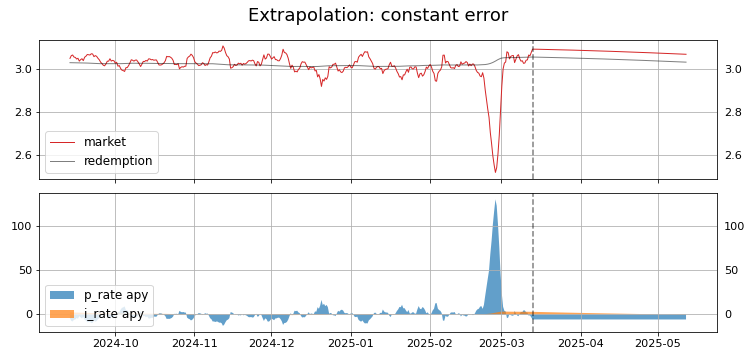 Extrapolation: constant error
3.0 3.0
2.8 2.8
2.6 2.6
market
redemption
100 100
50 50
0 0
p_rate apy
i_rate apy
2024-10 2024-11 2024-12 2025-01 2025-02 2025-03 2025-04 2025-05